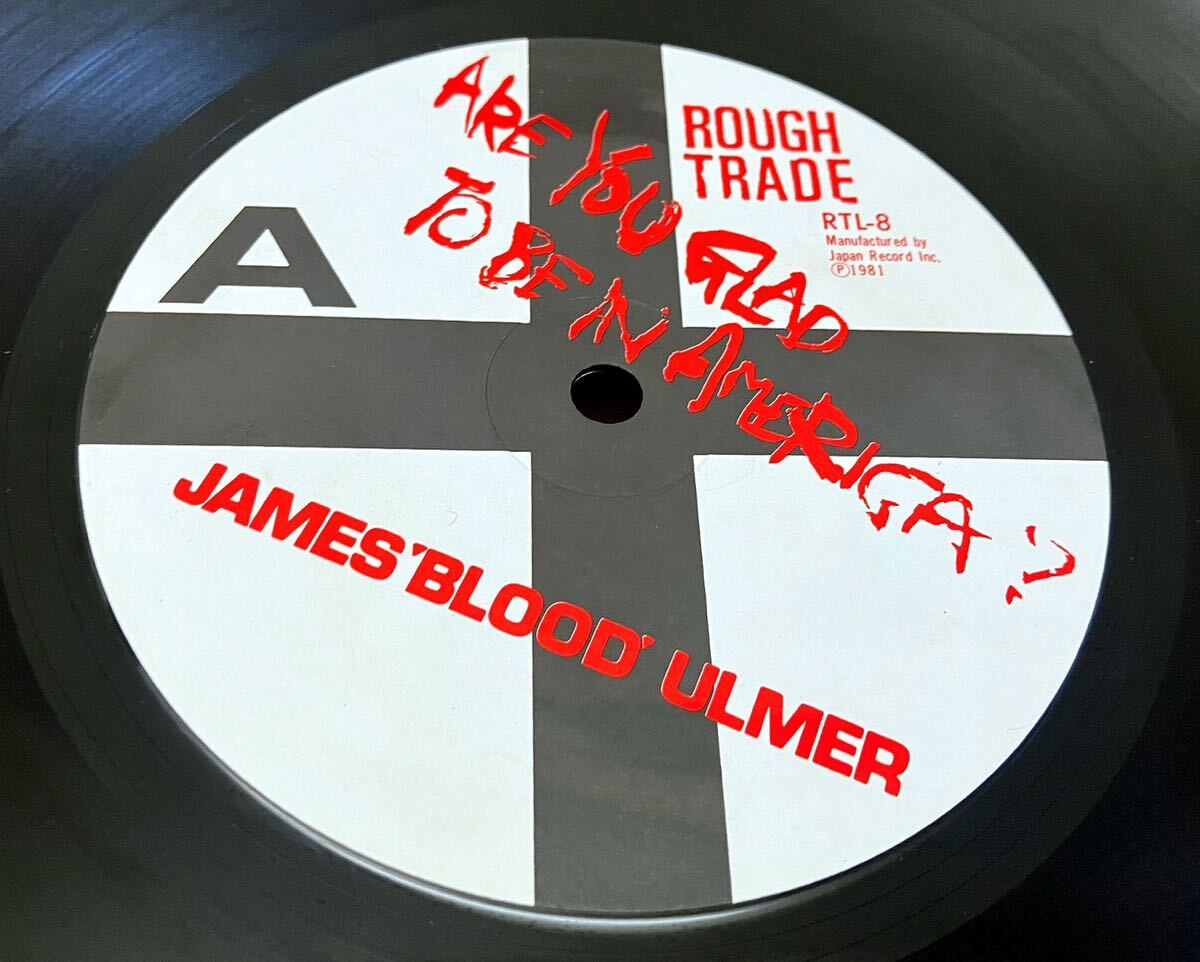 ARE YOU GLAD
TO BE IN AMERICA?
ROUGH
TRADE
RTL-8
Manufactured by
Japan Record Inc.
Ⓟ1981
A
JAMES 'BLOOD' ULMER